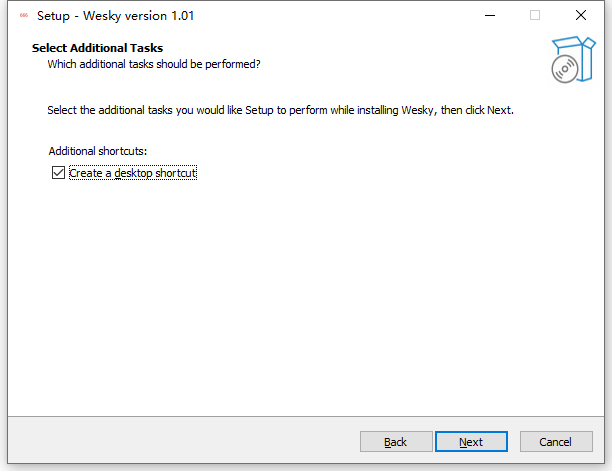 Setup - Wesky version 1.01
Select Additional Tasks
Which additional tasks should be performed?
Select the additional tasks you would like Setup to perform while installing Wesky, then click Next.
Additional shortcuts:
Create a desktop shortcut
Back Next Cancel